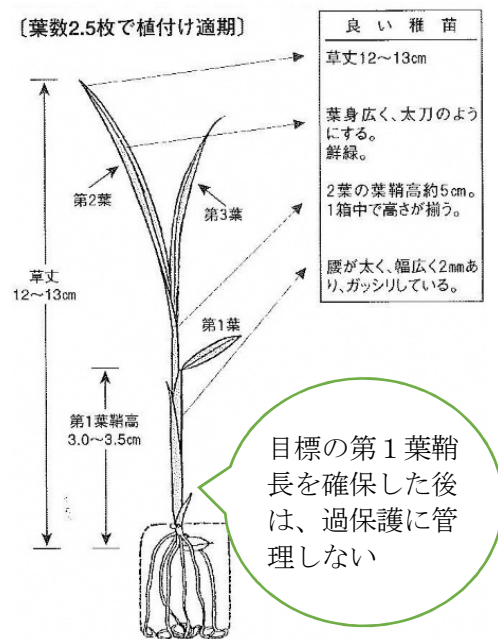 〔葉数2.5枚で植付け適期〕
良い稚苗
草丈12～13cm
葉身広く、太刀のよう
にする。
鮮緑。
2葉の葉鞘高約5cm。
1箱中で高さが揃う。
腰が太く、幅広く2mmあ
り、ガッシリしている。
第2葉
第3葉
草丈
12～13cm
第1葉
第1葉鞘高
3.0～3.5cm
目標の第１葉鞘
長を確保した後
は、過保護に管
理しない